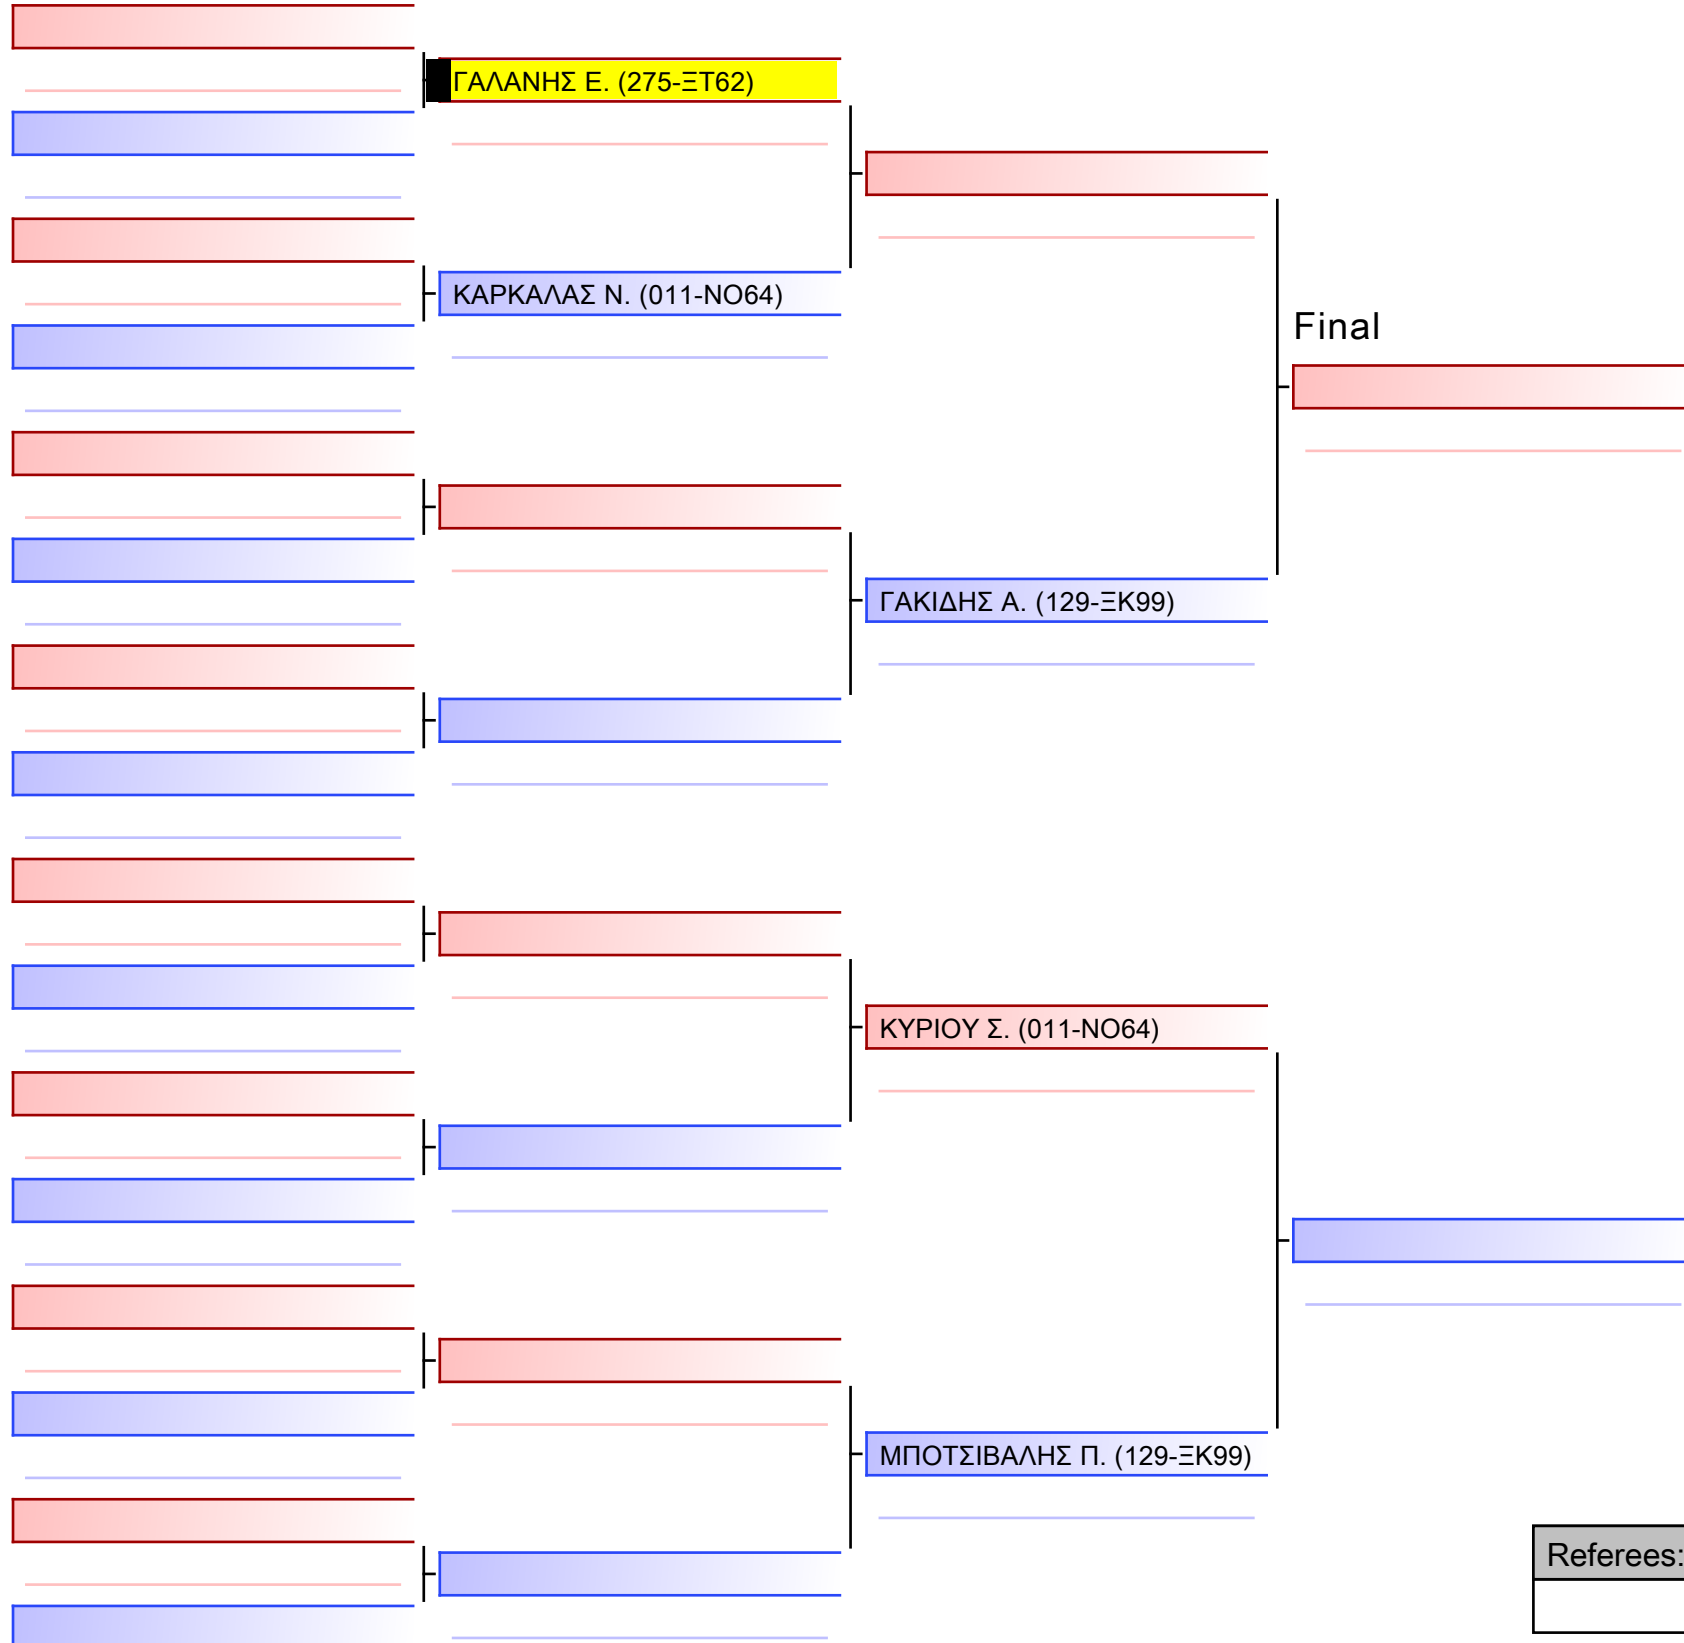 ΓΑΛΑΝΗΣ Ε. (275-ΞΤ62)
ΚΑΡΚΑΛΑΣ Ν. (011-ΝΟ64)
Final
ΓΑΚΙΔΗΣ Α. (129-ΞΚ99)
ΚΥΡΙΟΥ Σ. (011-ΝΟ64)
ΜΠΟΤΣΙΒΑΛΗΣ Π. (129-ΞΚ99)
Referees: